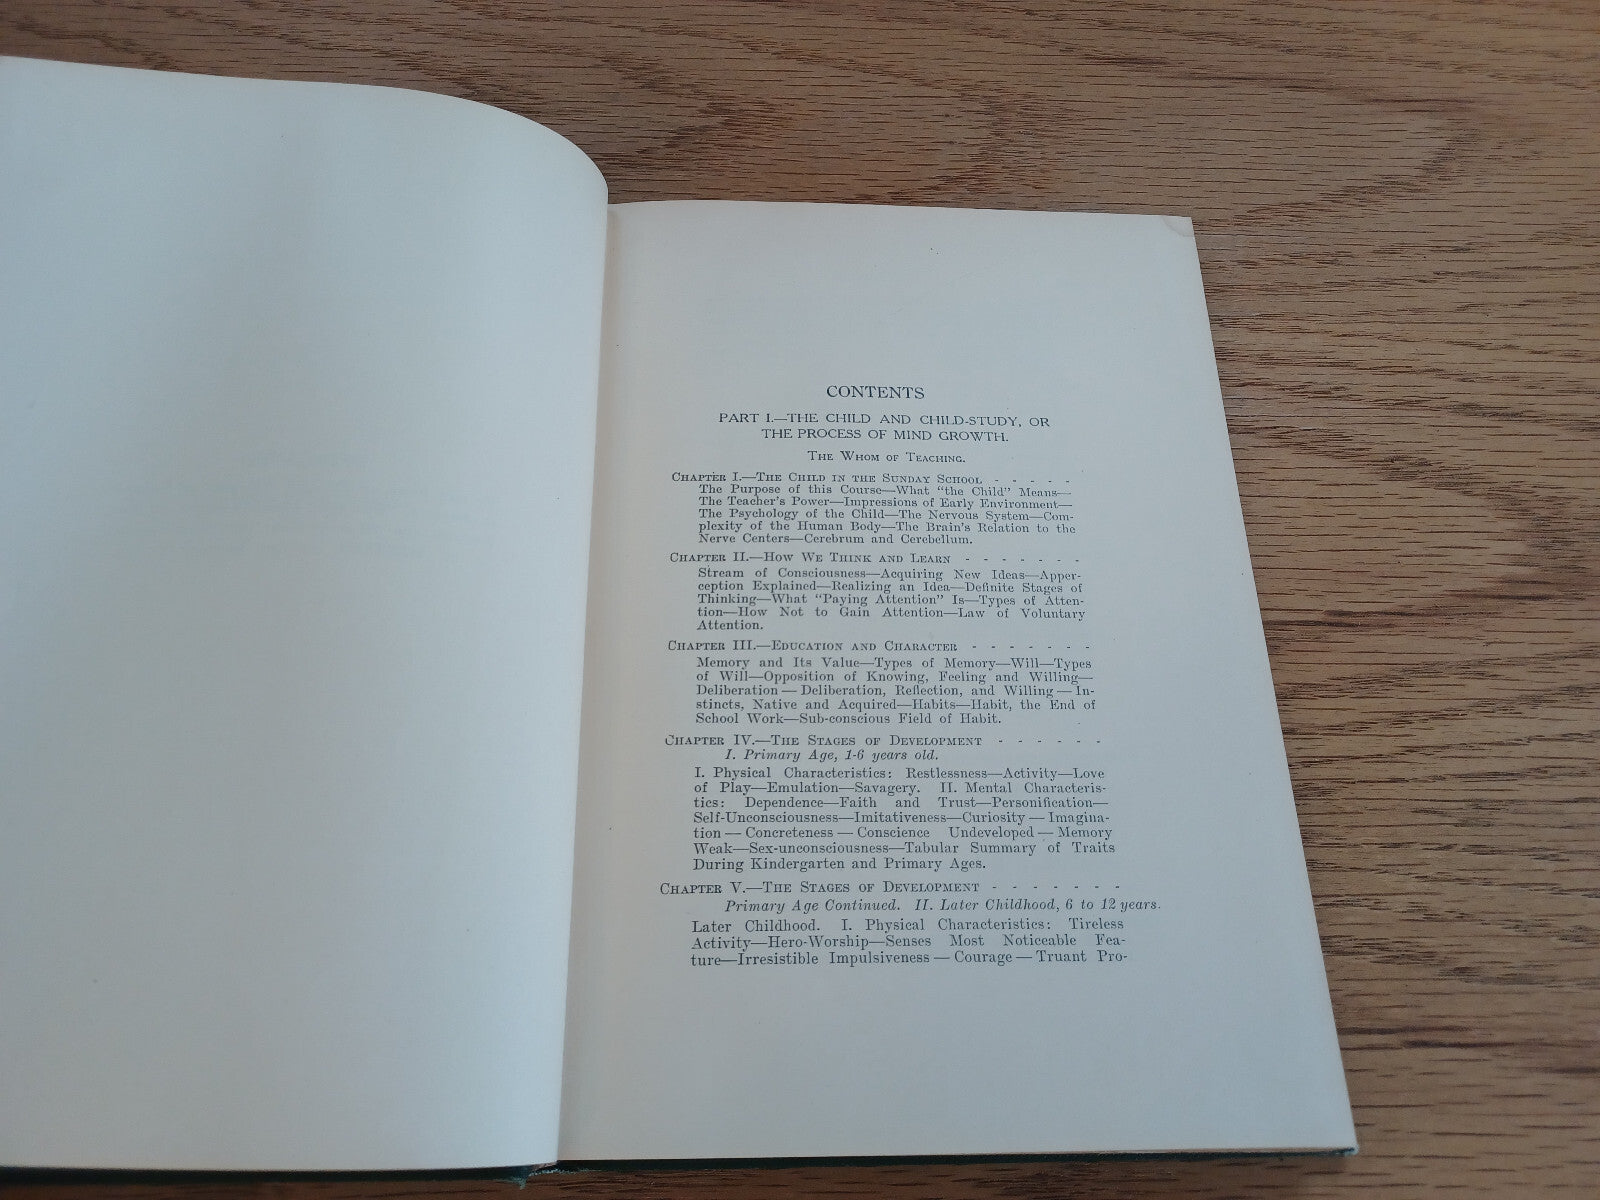 CONTENTS
PART I.—THE CHILD AND CHILD-STUDY, OR
THE PROCESS OF MIND GROWTH.
The Whom of Teaching.
Chapter I.—The Child in the Sunday School - - - - -
The Purpose of this Course—What "the Child" Means—
The Teacher's Power—Impressions of Early Environment—
The Psychology of the Child—The Nervous System—Com-
plexity of the Human Body—The Brain's Relation to the
Nerve Centers—Cerebrum and Cerebellum.
Chapter II.—How We Think and Learn - - - - - - -
Stream of Consciousness—Acquiring New Ideas—Apper-
ception Explained—Realizing an Idea—Definite Stages of
Thinking—What "Paying Attention" Is—Types of Atten-
tion—How Not to Gain Attention—Law of Voluntary
Attention.
Chapter III.—Education and Character - - - - - - -
Memory and Its Value—Types of Memory—Will—Types
of Will—Opposition of Knowing, Feeling and Willing—
Deliberation — Deliberation, Reflection, and Willing — In-
stincts, Native and Acquired—Habits—Habit, the End of
School Work—Sub-conscious Field of Habit.
Chapter IV.—The Stages of Development - - - - - -
I. Primary Age, 1-6 years old.
I. Physical Characteristics: Restlessness—Activity—Love
of Play—Emulation—Savagery. II. Mental Characteris-
tics: Dependence—Faith and Trust—Personification—
Self-Unconsciousness—Imitativeness—Curiosity — Imagina-
tion — Concreteness — Conscience Undeveloped — Memory
Weak—Sex-unconsciousness—Tabular Summary of Traits
During Kindergarten and Primary Ages.
Chapter V.—The Stages of Development - - - - - - -
Primary Age Continued. II. Later Childhood, 6 to 12 years.
Later Childhood. I. Physical Characteristics: Tireless
Activity—Hero-Worship—Senses Most Noticeable Fea-
ture—Irresistible Impulsiveness — Courage — Truant Pro-